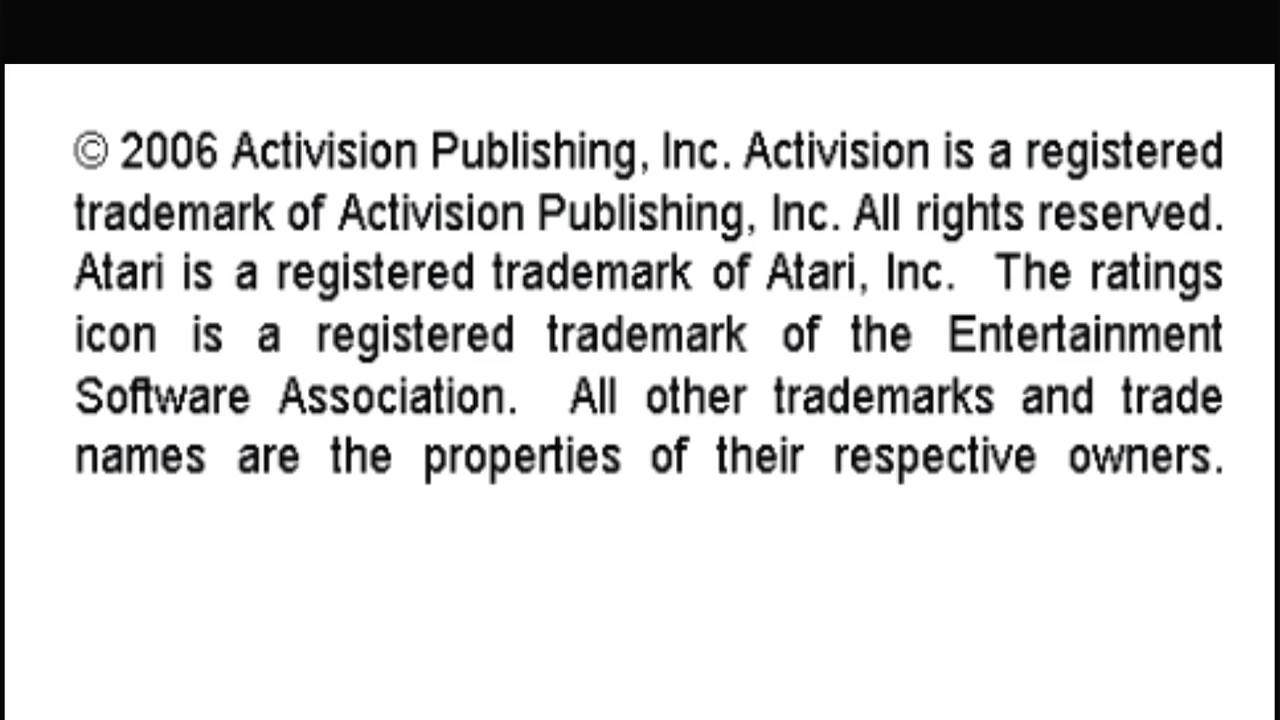 © 2006 Activision Publishing, Inc. Activision is a registered
trademark of Activision Publishing, Inc. All rights reserved.
Atari is a registered trademark of Atari, Inc. The ratings
icon is a registered trademark of the Entertainment
Software Association. All other trademarks and trade
names are the properties of their respective owners.